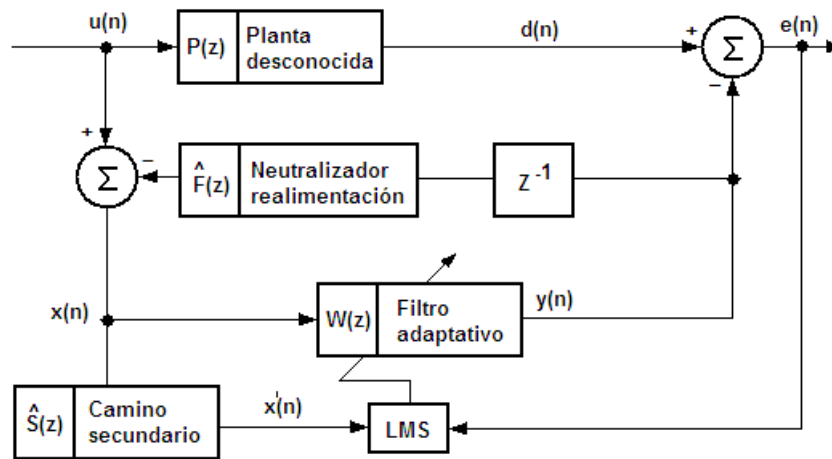 u(n)
P(z)
Planta
desconocida
d(n)
+
Σ
e(n)
−
+
Σ
−
^
F(z)
Neutralizador
realimentación
Z -1
x(n)
W(z)
Filtro
adaptativo
y(n)
^
S(z)
Camino
secundario
x'(n)
LMS